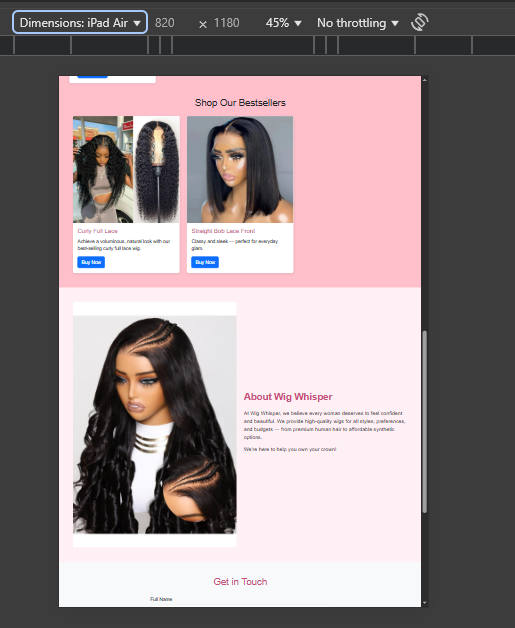 Dimensions: iPad Air
820
×
1180
45%
No throttling
Buy Now
Shop Our Bestsellers
Curly Full Lace
Achieve a voluminous, natural look with our
best-selling curly full lace wig.
Buy Now
Straight Bob Lace Front
Classy and sleek — perfect for everyday
glam.
Buy Now
About Wig Whisper
At Wig Whisper, we believe every woman deserves to feel confident
and beautiful. We provide high-quality wigs for all styles, preferences,
and budgets — from premium human hair to affordable synthetic
options.
We're here to help you own your crown!
Get in Touch
Full Name